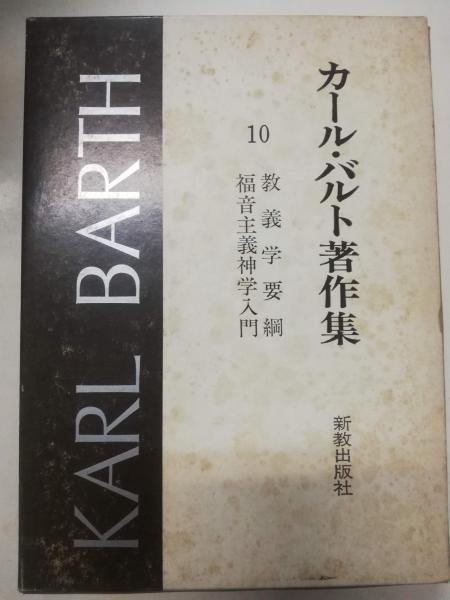 カール・バルト著作集
10
教義学要綱
福音主義神学入門
新教出版社
KARL BARTH